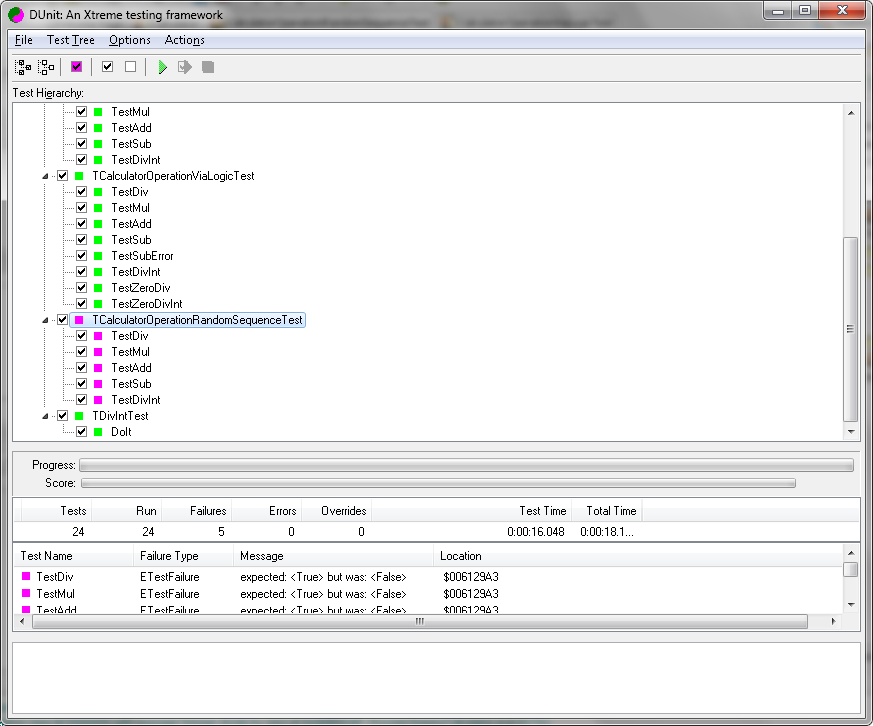 DUnit: An Xtreme testing framework
File Test Tree Options Actions
Test Hierarchy:
TestMul
TestAdd
TestSub
TestDivInt
TCalculatorOperationViaLogicTest
TestDiv
TestMul
TestAdd
TestSub
TestSubError
TestDivInt
TestZeroDiv
TestZeroDivInt
TCalculatorOperationRandomSequenceTest
TestDiv
TestMul
TestAdd
TestSub
TestDivInt
TDivIntTest
DoIt
Progress:
Score:
Tests Run Failures Errors Overrides Test Time Total Time
24 24 5 0 0 0:00:16.048 0:00:18.1...
Test Name Failure Type Message Location
TestDiv ETestFailure expected: <True> but was: <False> $006129A3
TestMul ETestFailure expected: <True> but was: <False> $006129A3
TestAdd ETestFailure expected: <True> but was: <False> $006129A3